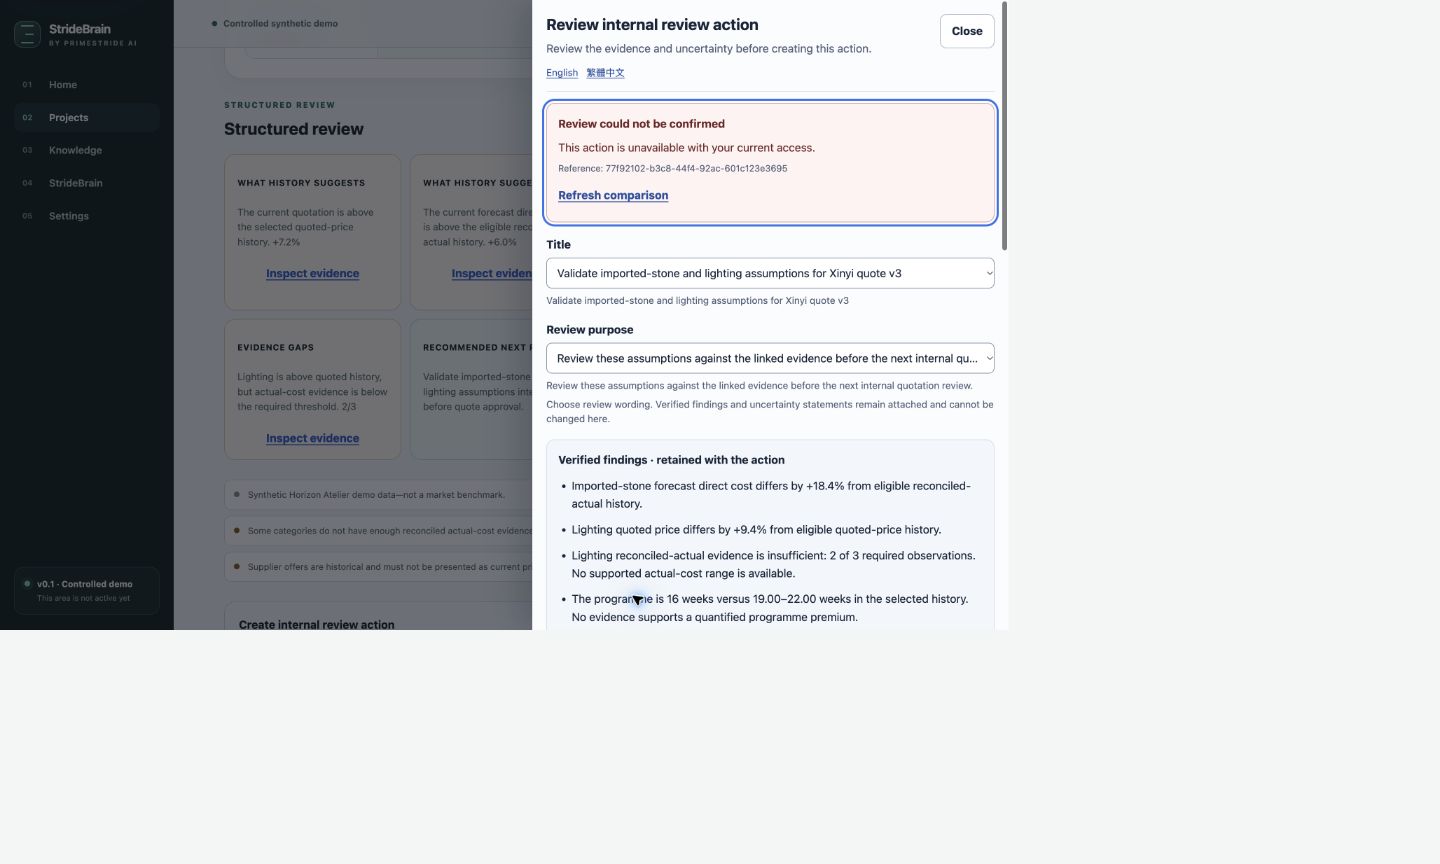 StrideBrain
BY PRIMESTRIDE AI
01 Home
02 Projects
03 Knowledge
04 StrideBrain
05 Settings
v0.1 · Controlled demo
This area is not active yet
Controlled synthetic demo
STRUCTURED REVIEW
Structured review
WHAT HISTORY SUGGESTS
The current quotation is above
the selected quoted-price
history. +7.2%
Inspect evidence
WHAT HISTORY SUGGE
The current forecast dire
is above the eligible reco
actual history. +6.0%
Inspect eviden
EVIDENCE GAPS
Lighting is above quoted history,
but actual-cost evidence is below
the required threshold. 2/3
Inspect evidence
RECOMMENDED NEXT
Validate imported-stone
lighting assumptions inte
before quote approval.
Synthetic Horizon Atelier demo data—not a market benchmark.
Some categories do not have enough reconciled actual-cost evidence
Supplier offers are historical and must not be presented as current pr
Create internal review action
Review internal review action
Close
Review the evidence and uncertainty before creating this action.
English 繁體中文
Review could not be confirmed
This action is unavailable with your current access.
Reference: 77f92102-b3c8-44f4-92ac-601c123e3695
Refresh comparison
Title
Validate imported-stone and lighting assumptions for Xinyi quote v3
Validate imported-stone and lighting assumptions for Xinyi quote v3
Review purpose
Review these assumptions against the linked evidence before the next internal qu...
Review these assumptions against the linked evidence before the next internal quotation review.
Choose review wording. Verified findings and uncertainty statements remain attached and cannot be
changed here.
Verified findings · retained with the action
• Imported-stone forecast direct cost differs by +18.4% from eligible reconciled-
actual history.
• Lighting quoted price differs by +9.4% from eligible quoted-price history.
• Lighting reconciled-actual evidence is insufficient: 2 of 3 required observations.
No supported actual-cost range is available.
• The programme is 16 weeks versus 19.00–22.00 weeks in the selected history.
No evidence supports a quantified programme premium.